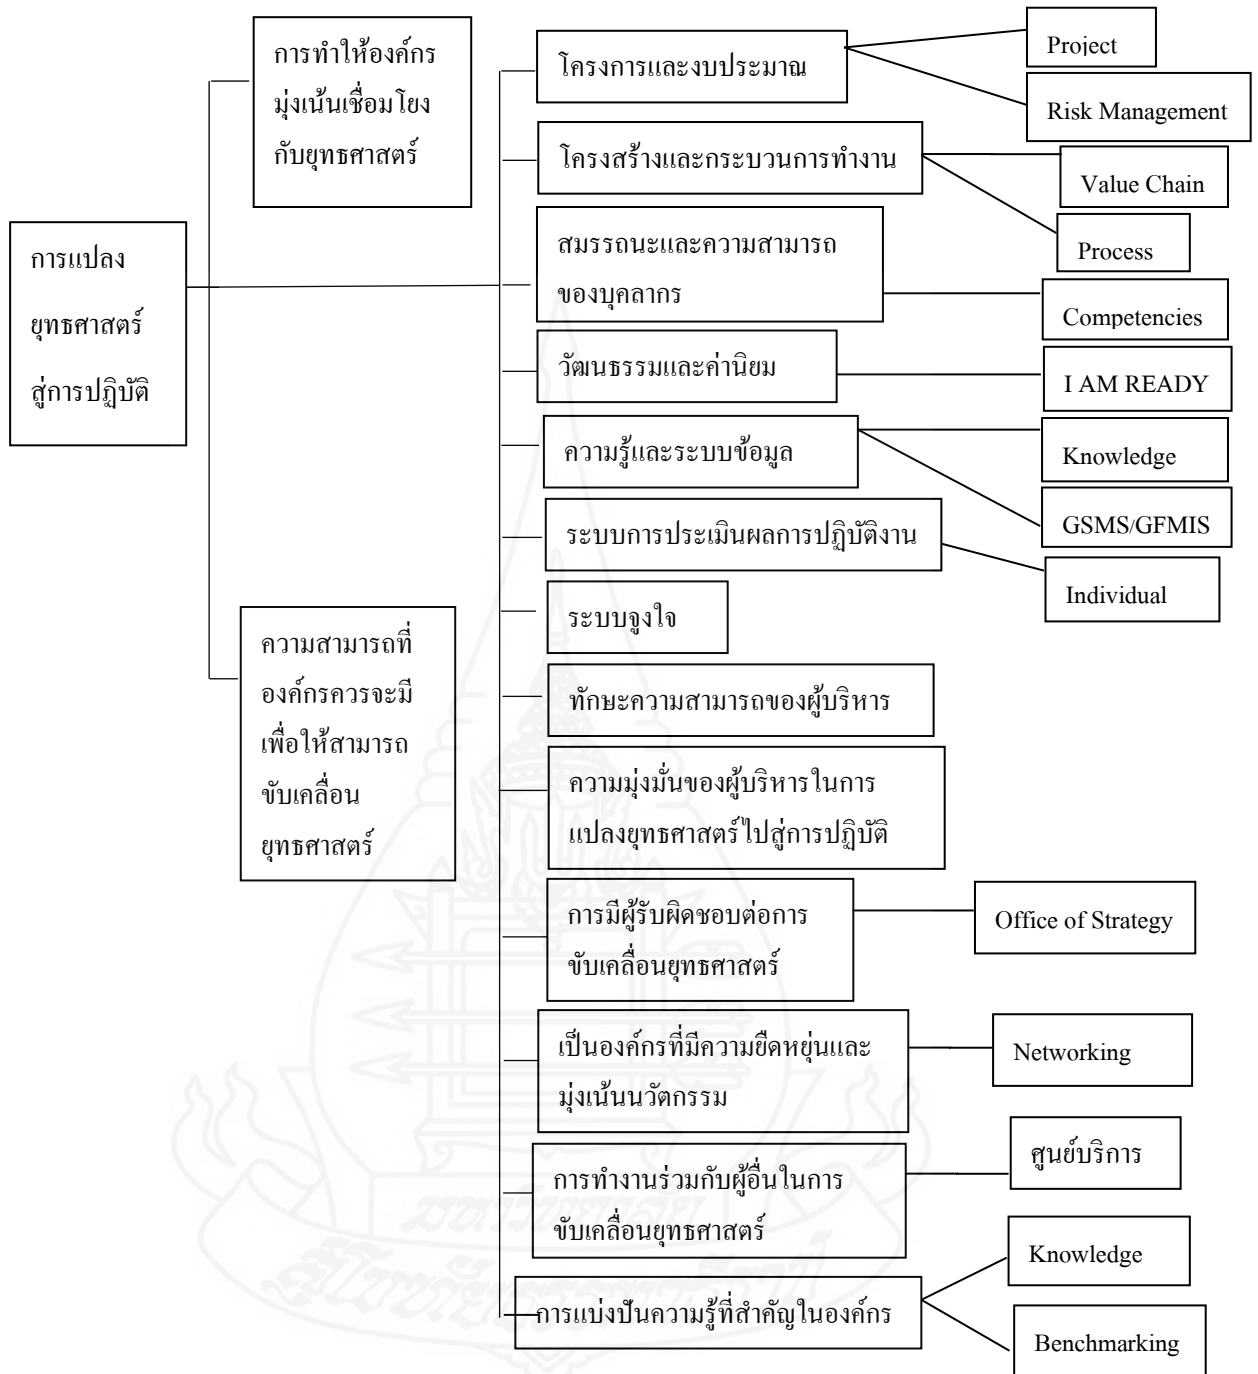 การแปลง
ยุทธศาสตร์
สู่การปฏิบัติ
การทำให้องค์กร
มุ่งเน้นเชื่อมโยง
กับยุทธศาสตร์
ความสามารถที่
องค์กรควรจะมี
เพื่อให้สามารถ
ขับเคลื่อน
ยุทธศาสตร์
โครงการและงบประมาณ
Project
Risk Management
โครงสร้างและกระบวนการทำงาน
Value Chain
Process
สมรรถนะและความสามารถ
ของบุคลากร
Competencies
วัฒนธรรมและค่านิยม
I AM READY
ความรู้และระบบข้อมูล
Knowledge
GSMS/GFMIS
ระบบการประเมินผลการปฏิบัติงาน
Individual
ระบบจูงใจ
ทักษะความสามารถของผู้บริหาร
ความมุ่งมั่นของผู้บริหารในการ
แปลงยุทธศาสตร์ไปสู่การปฏิบัติ
การมีผู้รับผิดชอบต่อการ
ขับเคลื่อนยุทธศาสตร์
Office of Strategy
เป็นองค์กรที่มีความยืดหยุ่นและ
มุ่งเน้นนวัตกรรม
Networking
การทำงานร่วมกับผู้อื่นในการ
ขับเคลื่อนยุทธศาสตร์
ศูนย์บริการ
การแบ่งปันความรู้ที่สำคัญในองค์กร
Knowledge
Benchmarking
มหาวิทยาลัย
สุโขทัยธรรมาธิราช